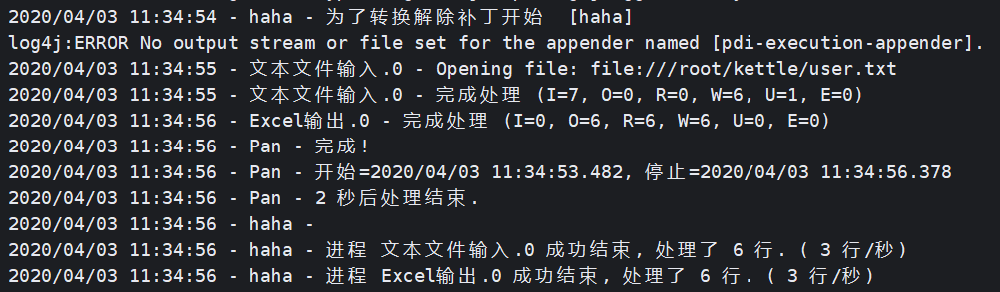 2020/04/03 11:34:54 - haha - 为了转换解除补丁开始  [haha]
log4j:ERROR No output stream or file set for the appender named [pdi-execution-appender].
2020/04/03 11:34:55 - 文本文件输入.0 - Opening file: file:///root/kettle/user.txt
2020/04/03 11:34:55 - 文本文件输入.0 - 完成处理 (I=7, O=0, R=0, W=6, U=1, E=0)
2020/04/03 11:34:56 - Excel输出.0 - 完成处理 (I=0, O=6, R=6, W=6, U=0, E=0)
2020/04/03 11:34:56 - Pan - 完成!
2020/04/03 11:34:56 - Pan - 开始=2020/04/03 11:34:53.482, 停止=2020/04/03 11:34:56.378
2020/04/03 11:34:56 - Pan - 2 秒后处理结束.
2020/04/03 11:34:56 - haha -
2020/04/03 11:34:56 - haha - 进程 文本文件输入.0 成功结束, 处理了 6 行. ( 3 行/秒)
2020/04/03 11:34:56 - haha - 进程 Excel输出.0 成功结束, 处理了 6 行. ( 3 行/秒)